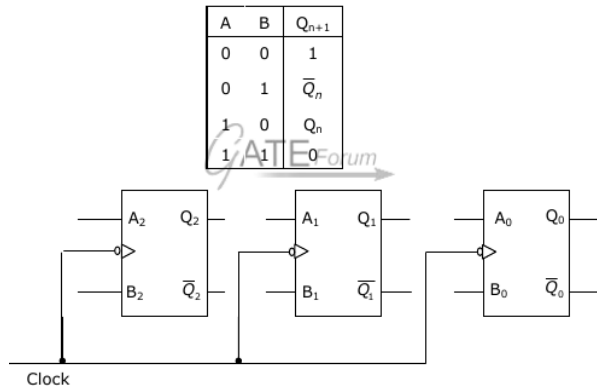 A B Qₙ₊₁
0 0 1
0 1 Q̅ₙ
1 0 Qₙ
1 1 0
GATE Forum
A₂ Q₂ A₁ Q₁ A₀ Q₀
B₂ Q̅₂ B₁ Q̅₁ B₀ Q̅₀
Clock